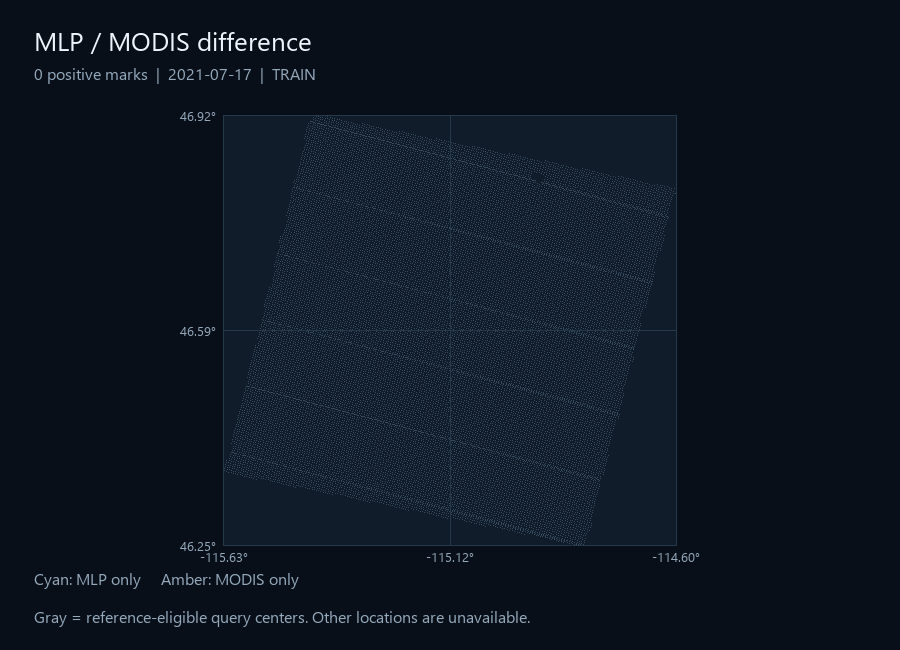 MLP / MODIS difference
0 positive marks | 2021-07-17 | TRAIN
46.92°
46.59°
46.25°
-115.63° -115.12° -114.60°
Cyan: MLP only Amber: MODIS only
Gray = reference-eligible query centers. Other locations are unavailable.